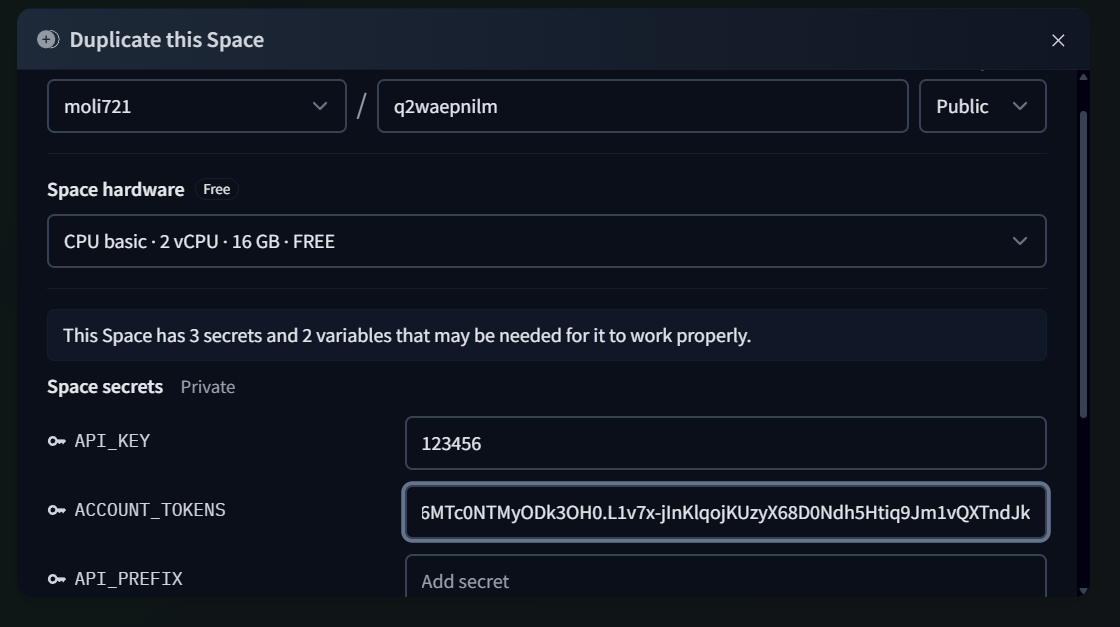 Duplicate this Space
moli721 / q2waepnilm Public
Space hardware Free
CPU basic · 2 vCPU · 16 GB · FREE
This Space has 3 secrets and 2 variables that may be needed for it to work properly.
Space secrets Private
API_KEY 123456
ACCOUNT_TOKENS 6MTc0NTMyODk3OH0.L1v7x-jInKlqojKUzyX68D0Ndh5Htiq9Jm1vQXTndJk
API_PREFIX Add secret